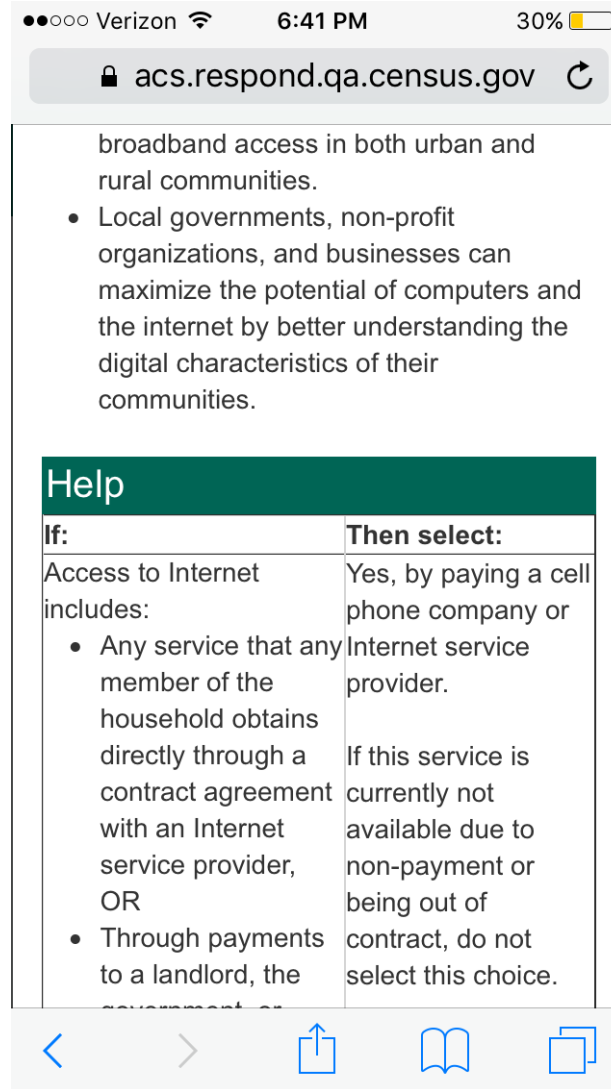 Verizon 6:41 PM 30%
acs.respond.qa.census.gov
broadband access in both urban and
rural communities.
• Local governments, non-profit
organizations, and businesses can
maximize the potential of computers and
the internet by better understanding the
digital characteristics of their
communities.
Help
If:
Access to Internet
includes:
• Any service that any
member of the
household obtains
directly through a
contract agreement
with an Internet
service provider,
OR
• Through payments
to a landlord, the
Then select:
Yes, by paying a cell
phone company or
Internet service
provider.
If this service is
currently not
available due to
non-payment or
being out of
contract, do not
select this choice.